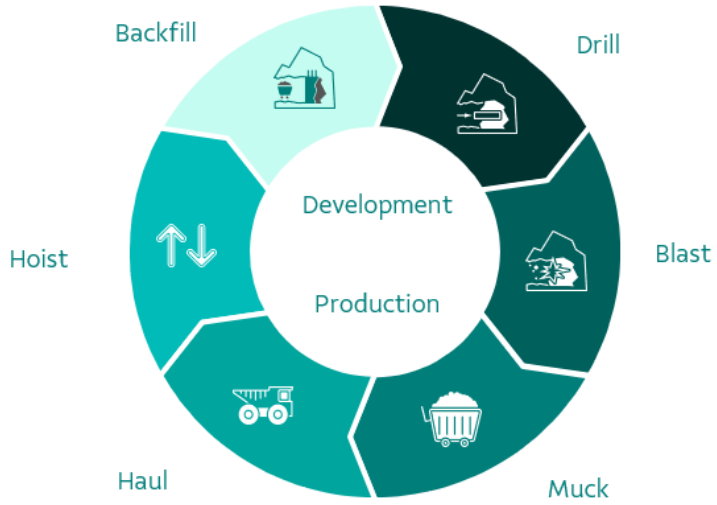 Backfill
Drill
Development
Hoist
Blast
Production
Haul
Muck